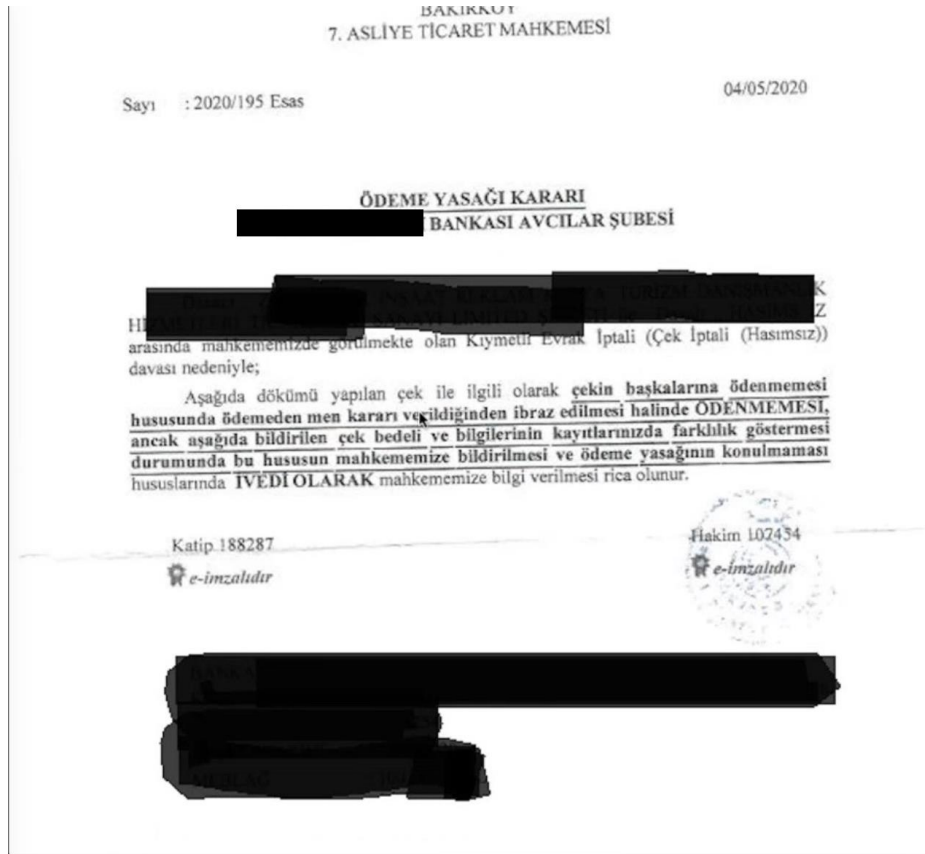 BAKIRKÖY
7. ASLİYE TİCARET MAHKEMESİ
Sayı : 2020/195 Esas
04/05/2020
ÖDEME YASAĞI KARARI
BANKASI AVCILAR ŞUBESİ
arasında mahkememizde görülmekte olan Kıymetli Evrak İptali (Çek İptali (Hasımsız))
davası nedeniyle;
Aşağıda dökümü yapılan çek ile ilgili olarak çekin başkalarına ödenmemesi
hususunda ödemeden men kararı verildiğinden ibraz edilmesi halinde ÖDENMEMESİ,
ancak aşağıda bildirilen çek bedeli ve bilgilerinin kayıtlarınızda farklılık göstermesi
durumunda bu hususun mahkememize bildirilmesi ve ödeme yasağının konulmaması
hususlarında İVEDİ OLARAK mahkememize bilgi verilmesi rica olunur.
Katip 188287
Hakim 107454
e-imzalıdır
e-imzalıdır